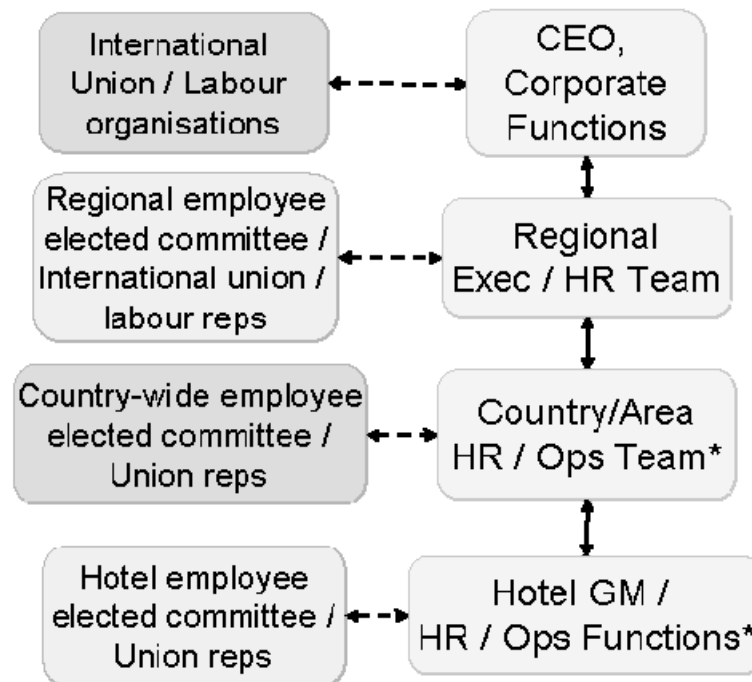 International
Union / Labour
organisations
CEO,
Corporate
Functions
Regional employee
elected committee /
International union /
labour reps
Regional
Exec / HR Team
Country-wide employee
elected committee /
Union reps
Country/Area
HR / Ops Team*
Hotel employee
elected committee /
Union reps
Hotel GM /
HR / Ops Functions*